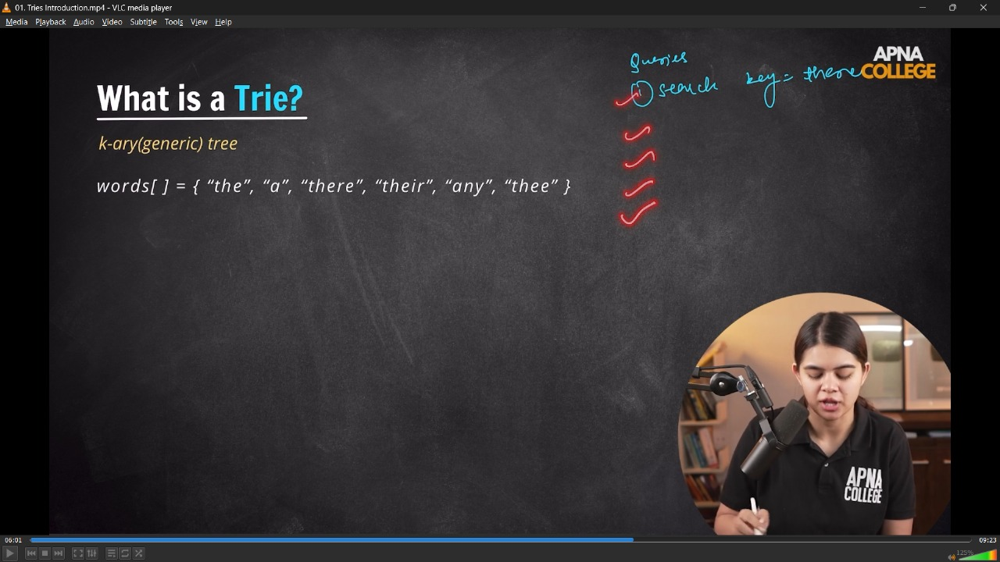 01. Tries Introduction.mp4 - VLC media player
Media Playback Audio Video Subtitle Tools View Help
APNA
COLLEGE
Queries
1 search key = there
What is a Trie?
k-ary(generic) tree
words[ ] = { “the”, “a”, “there”, “their”, “any”, “thee” }
APNA
COLLEGE
06:01
09:23
125%